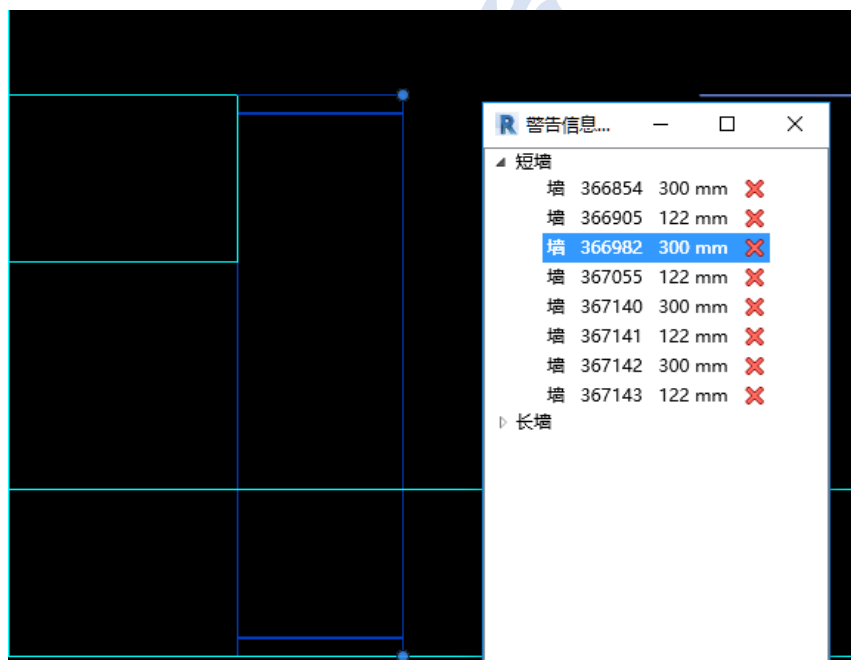 R 警告信息...
短墙
墙 366854 300 mm
墙 366905 122 mm
墙 366982 300 mm
墙 367055 122 mm
墙 367140 300 mm
墙 367141 122 mm
墙 367142 300 mm
墙 367143 122 mm
长墙